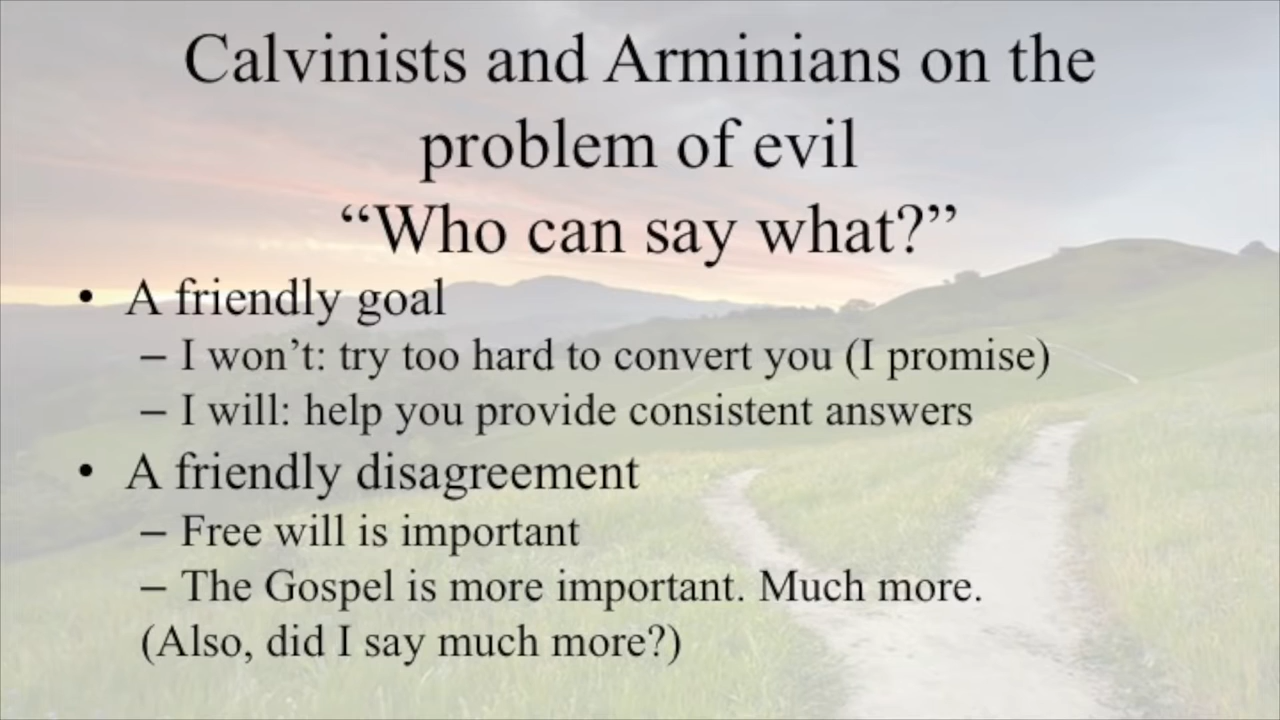 Calvinists and Arminians on the
problem of evil
“Who can say what?”
• A friendly goal
– I won’t: try too hard to convert you (I promise)
– I will: help you provide consistent answers
• A friendly disagreement
– Free will is important
– The Gospel is more important. Much more.
(Also, did I say much more?)